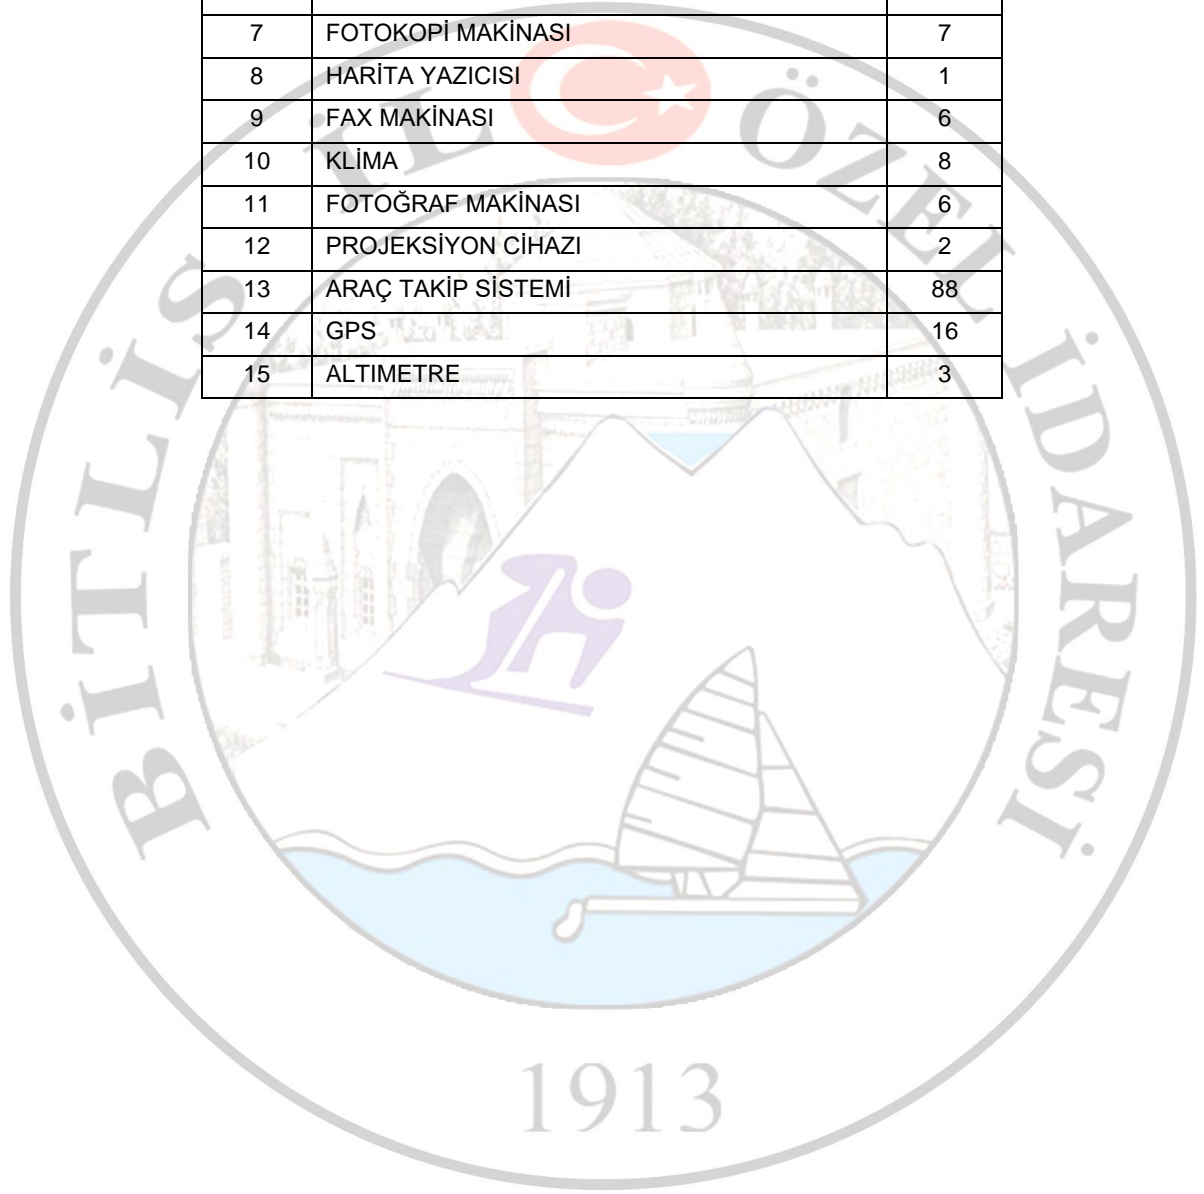 7 FOTOKOPİ MAKİNASI 7
8 HARİTA YAZICISI 1
9 FAX MAKİNASI 6
10 KLİMA 8
11 FOTOĞRAF MAKİNASI 6
12 PROJEKSİYON CİHAZI 2
13 ARAÇ TAKİP SİSTEMİ 88
14 GPS 16
15 ALTIMETRE 3
BİTLİS İL ÖZEL İDARESİ
1913